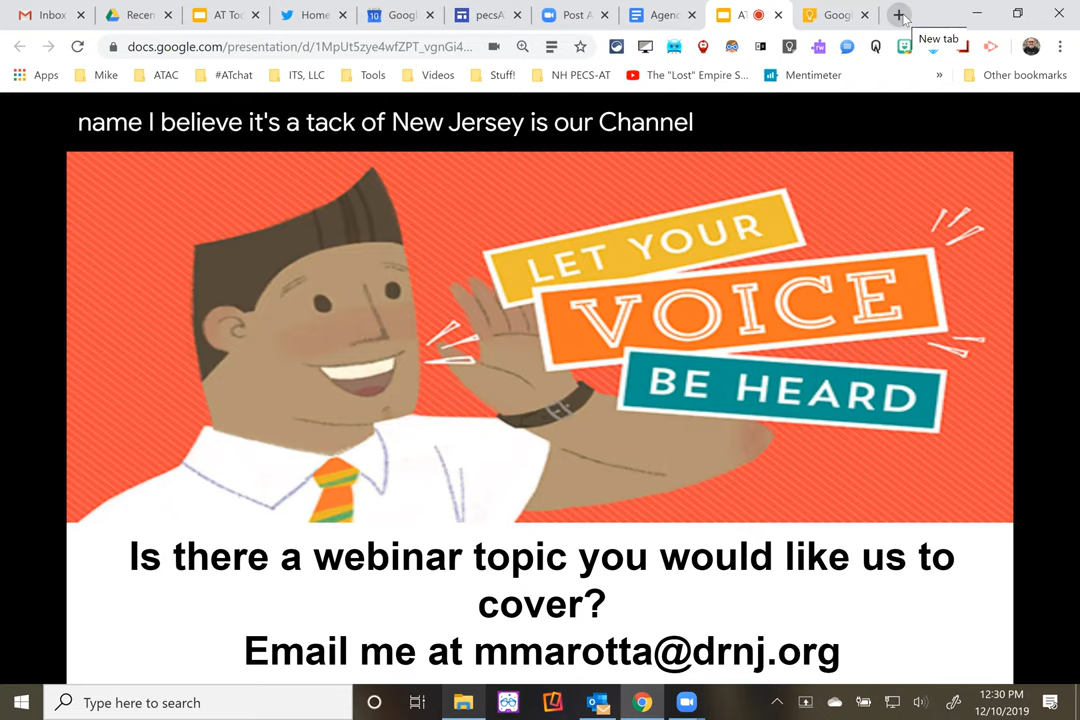 Inbox
Recen
AT Too
Home
10
Googl
pecsA
Post A
Agenc
AT
Googl
New tab
docs.google.com/presentation/d/1MpUt5zye4wfZPT_vgnGi4...
Apps
Mike
ATAC
#ATchat
ITS, LLC
Tools
Videos
Stuff!
NH PECS-AT
The "Lost" Empire S...
Mentimeter
»
Other bookmarks
name I believe it's a tack of New Jersey is our Channel
LET YOUR
VOICE
BE HEARD
Is there a webinar topic you would like us to
cover?
Email me at mmarotta@drnj.org
Type here to search
12:30 PM
12/10/2019